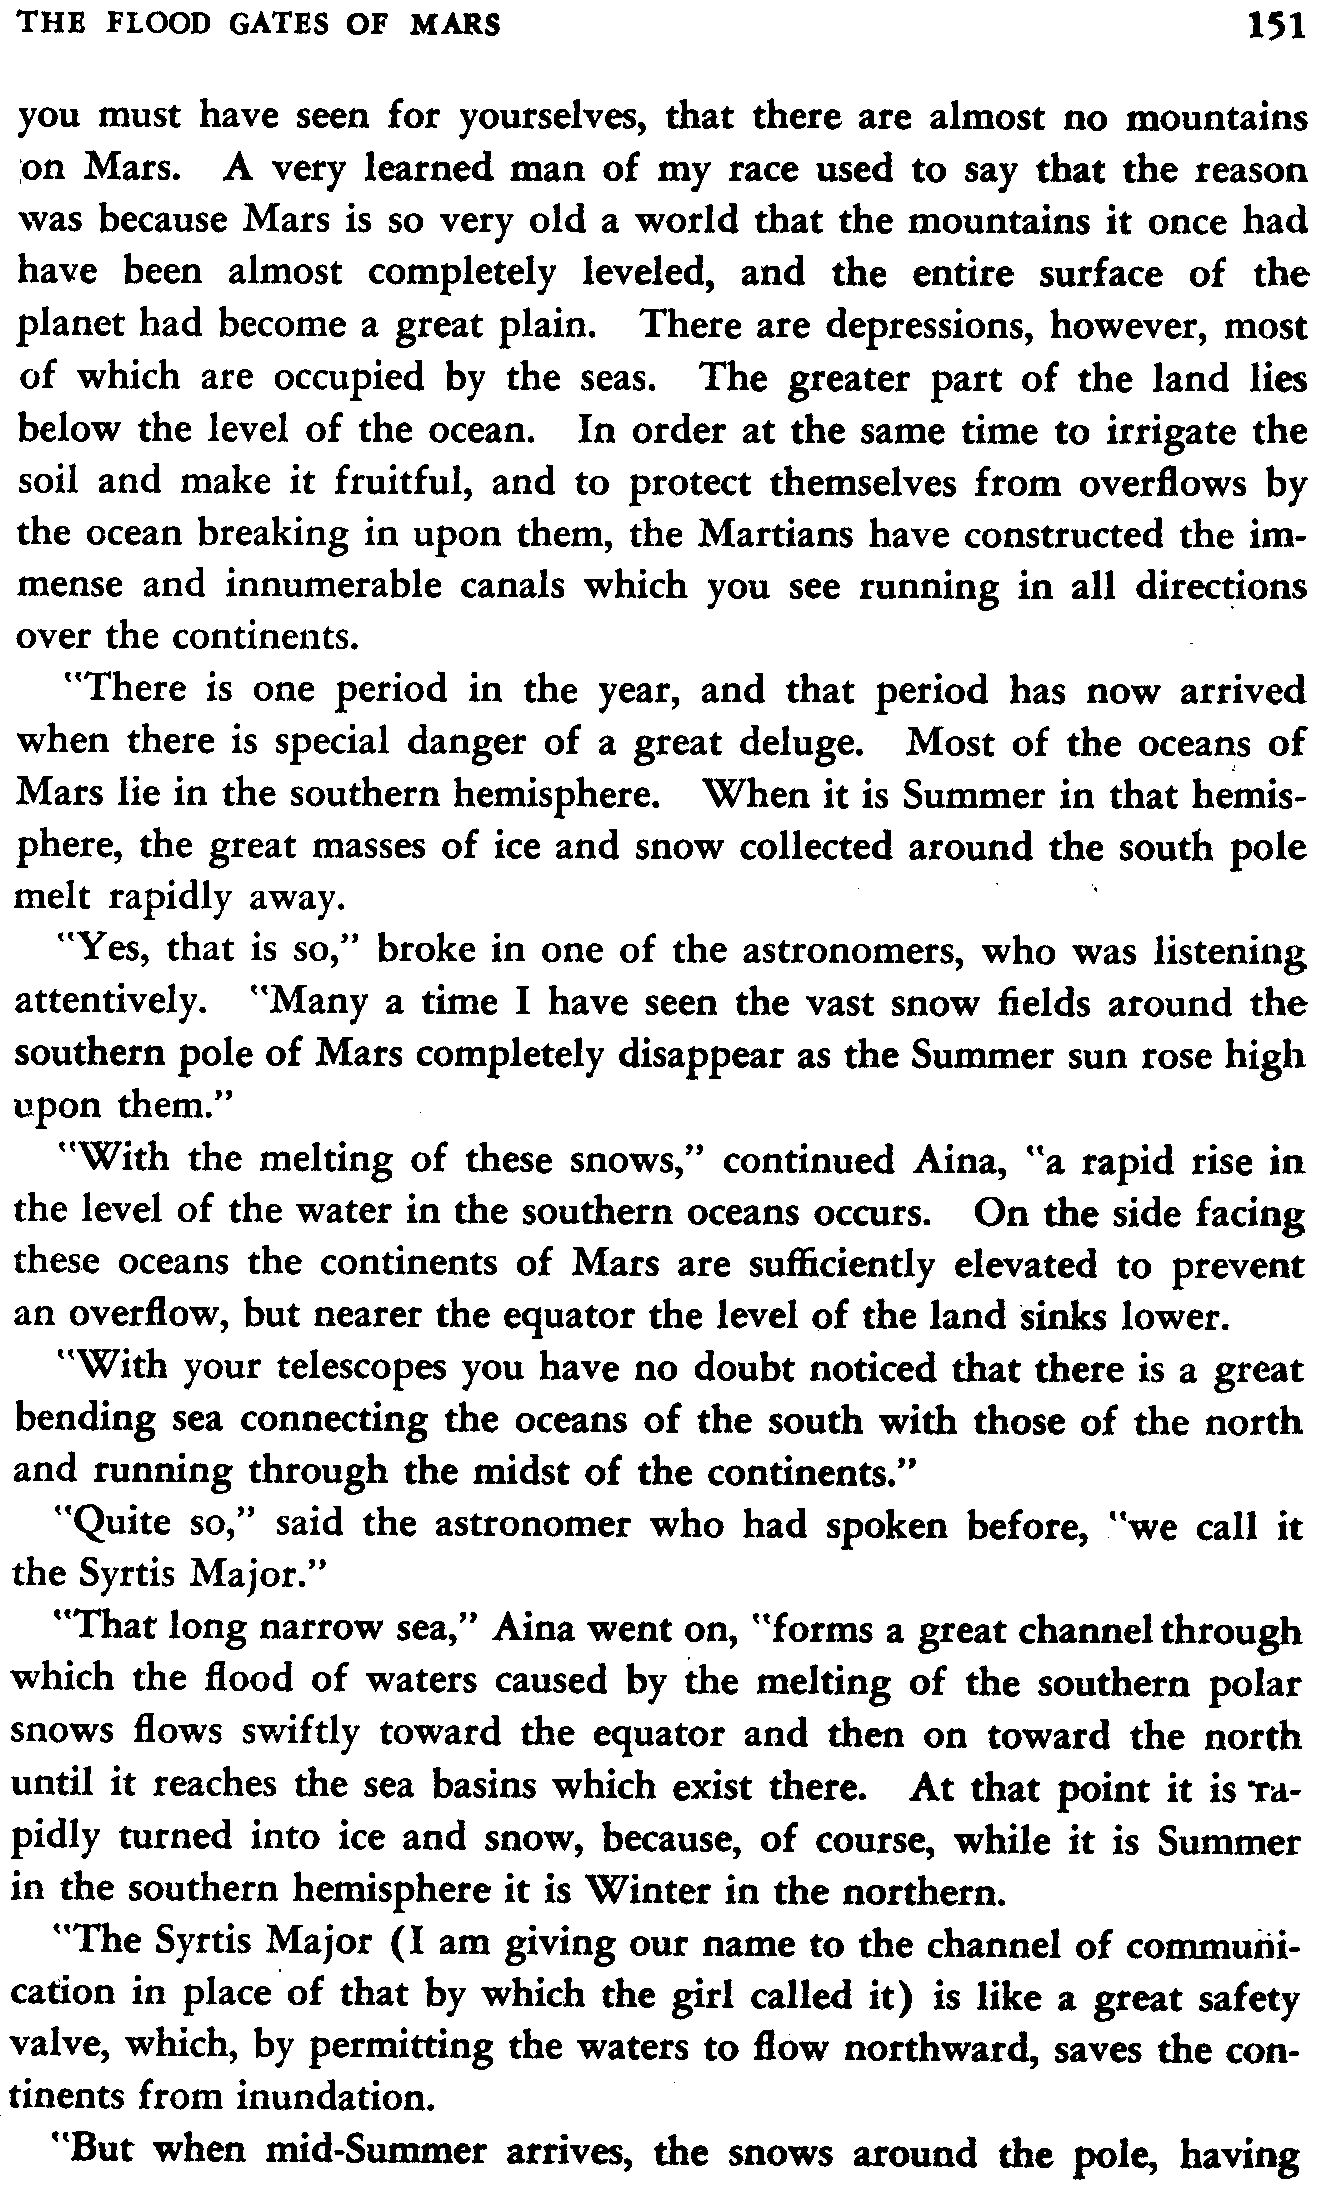 THE FLOOD GATES OF MARS 151
you must have seen for yourselves, that there are almost no mountains
on Mars. A very learned man of my race used to say that the reason
was because Mars is so very old a world that the mountains it once had
have been almost completely leveled, and the entire surface of the
planet had become a great plain. There are depressions, however, most
of which are occupied by the seas. The greater part of the land lies
below the level of the ocean. In order at the same time to irrigate the
soil and make it fruitful, and to protect themselves from overflows by
the ocean breaking in upon them, the Martians have constructed the im-
mense and innumerable canals which you see running in all directions
over the continents.
"There is one period in the year, and that period has now arrived
when there is special danger of a great deluge. Most of the oceans of
Mars lie in the southern hemisphere. When it is Summer in that hemis-
phere, the great masses of ice and snow collected around the south pole
melt rapidly away.
"Yes, that is so," broke in one of the astronomers, who was listening
attentively. "Many a time I have seen the vast snow fields around the
southern pole of Mars completely disappear as the Summer sun rose high
upon them."
"With the melting of these snows," continued Aina, "a rapid rise in
the level of the water in the southern oceans occurs. On the side facing
these oceans the continents of Mars are sufficiently elevated to prevent
an overflow, but nearer the equator the level of the land sinks lower.
"With your telescopes you have no doubt noticed that there is a great
bending sea connecting the oceans of the south with those of the north
and running through the midst of the continents."
"Quite so," said the astronomer who had spoken before, "we call it
the Syrtis Major."
"That long narrow sea," Aina went on, "forms a great channel through
which the flood of waters caused by the melting of the southern polar
snows flows swiftly toward the equator and then on toward the north
until it reaches the sea basins which exist there. At that point it is ra-
pidly turned into ice and snow, because, of course, while it is Summer
in the southern hemisphere it is Winter in the northern.
"The Syrtis Major (I am giving our name to the channel of communi-
cation in place of that by which the girl called it) is like a great safety
valve, which, by permitting the waters to flow northward, saves the con-
tinents from inundation.
"But when mid-Summer arrives, the snows around the pole, having